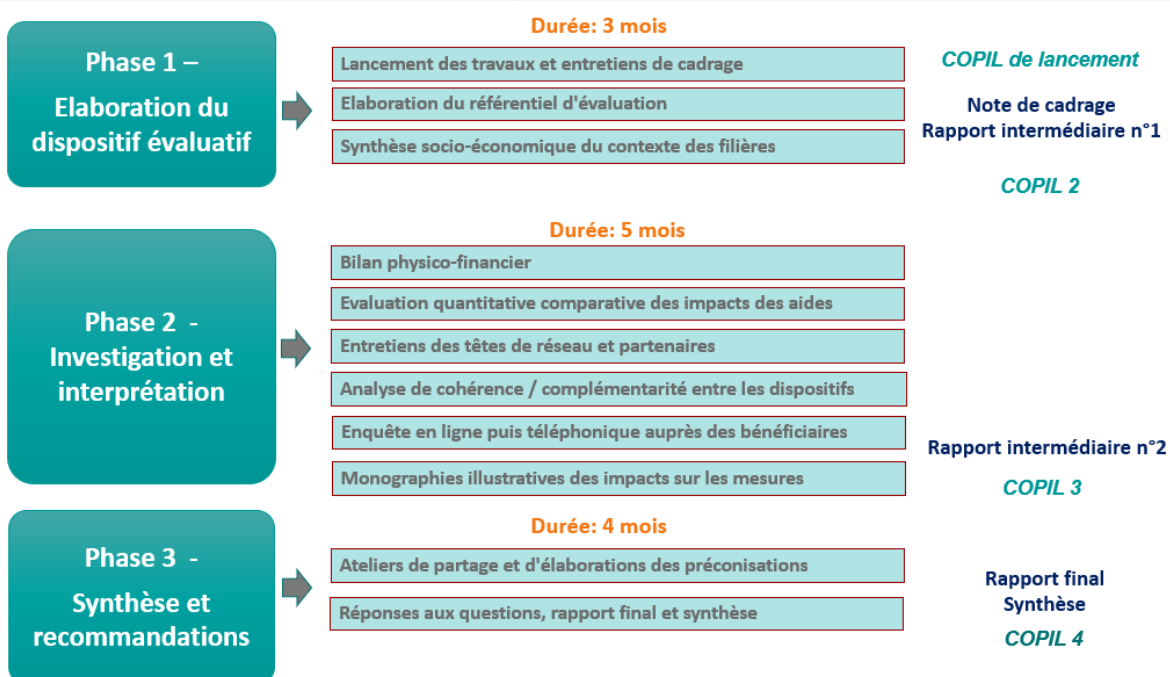 Durée: 3 mois
Phase 1 –
Elaboration du
dispositif évaluatif
Lancement des travaux et entretiens de cadrage
Elaboration du référentiel d'évaluation
Synthèse socio-économique du contexte des filières
COPIL de lancement
Note de cadrage
Rapport intermédiaire n°1
COPIL 2
Durée: 5 mois
Phase 2 -
Investigation et
interprétation
Bilan physico-financier
Evaluation quantitative comparative des impacts des aides
Entretiens des têtes de réseau et partenaires
Analyse de cohérence / complémentarité entre les dispositifs
Enquête en ligne puis téléphonique auprès des bénéficiaires
Monographies illustratives des impacts sur les mesures
Rapport intermédiaire n°2
COPIL 3
Durée: 4 mois
Phase 3 -
Synthèse et
recommandations
Ateliers de partage et d'élaborations des préconisations
Réponses aux questions, rapport final et synthèse
Rapport final
Synthèse
COPIL 4